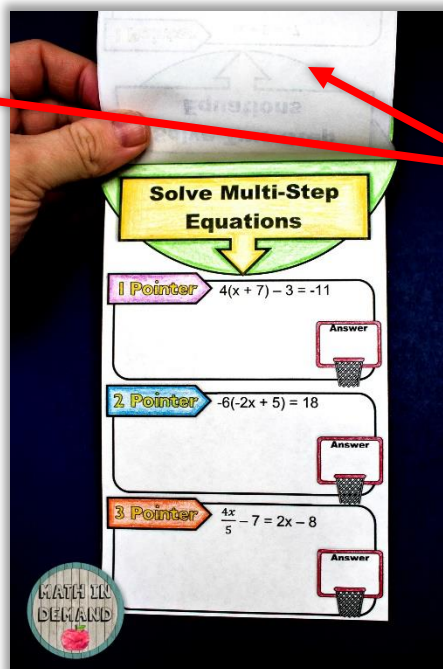 Solve Multi-Step
Equations
1 Pointer 4(x + 7) – 3 = -11
Answer
2 Pointer -6(-2x + 5) = 18
Answer
3 Pointer 4x/5 – 7 = 2x – 8
Answer
MATH IN
DEMAND